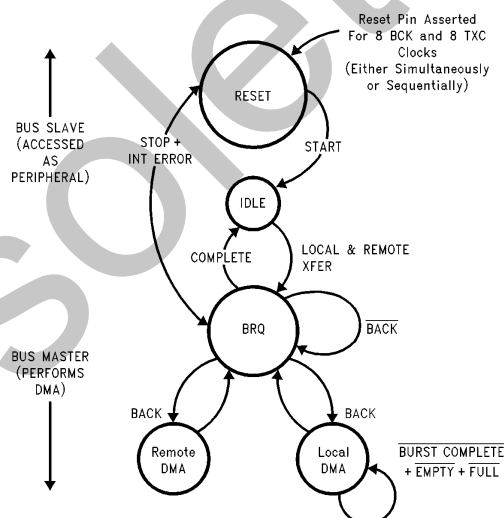 Reset Pin Asserted
For 8 BCK and 8 TXC
Clocks
(Either Simultaneously
or Sequentially)
RESET
BUS SLAVE
(ACCESSED
AS
PERIPHERAL)
STOP +
INT ERROR
START
IDLE
COMPLETE
LOCAL & REMOTE
XFER
BRQ
BACK
BUS MASTER
(PERFORMS
DMA)
BACK
BACK
Remote
DMA
Local
DMA
BURST COMPLETE
+ EMPTY + FULL